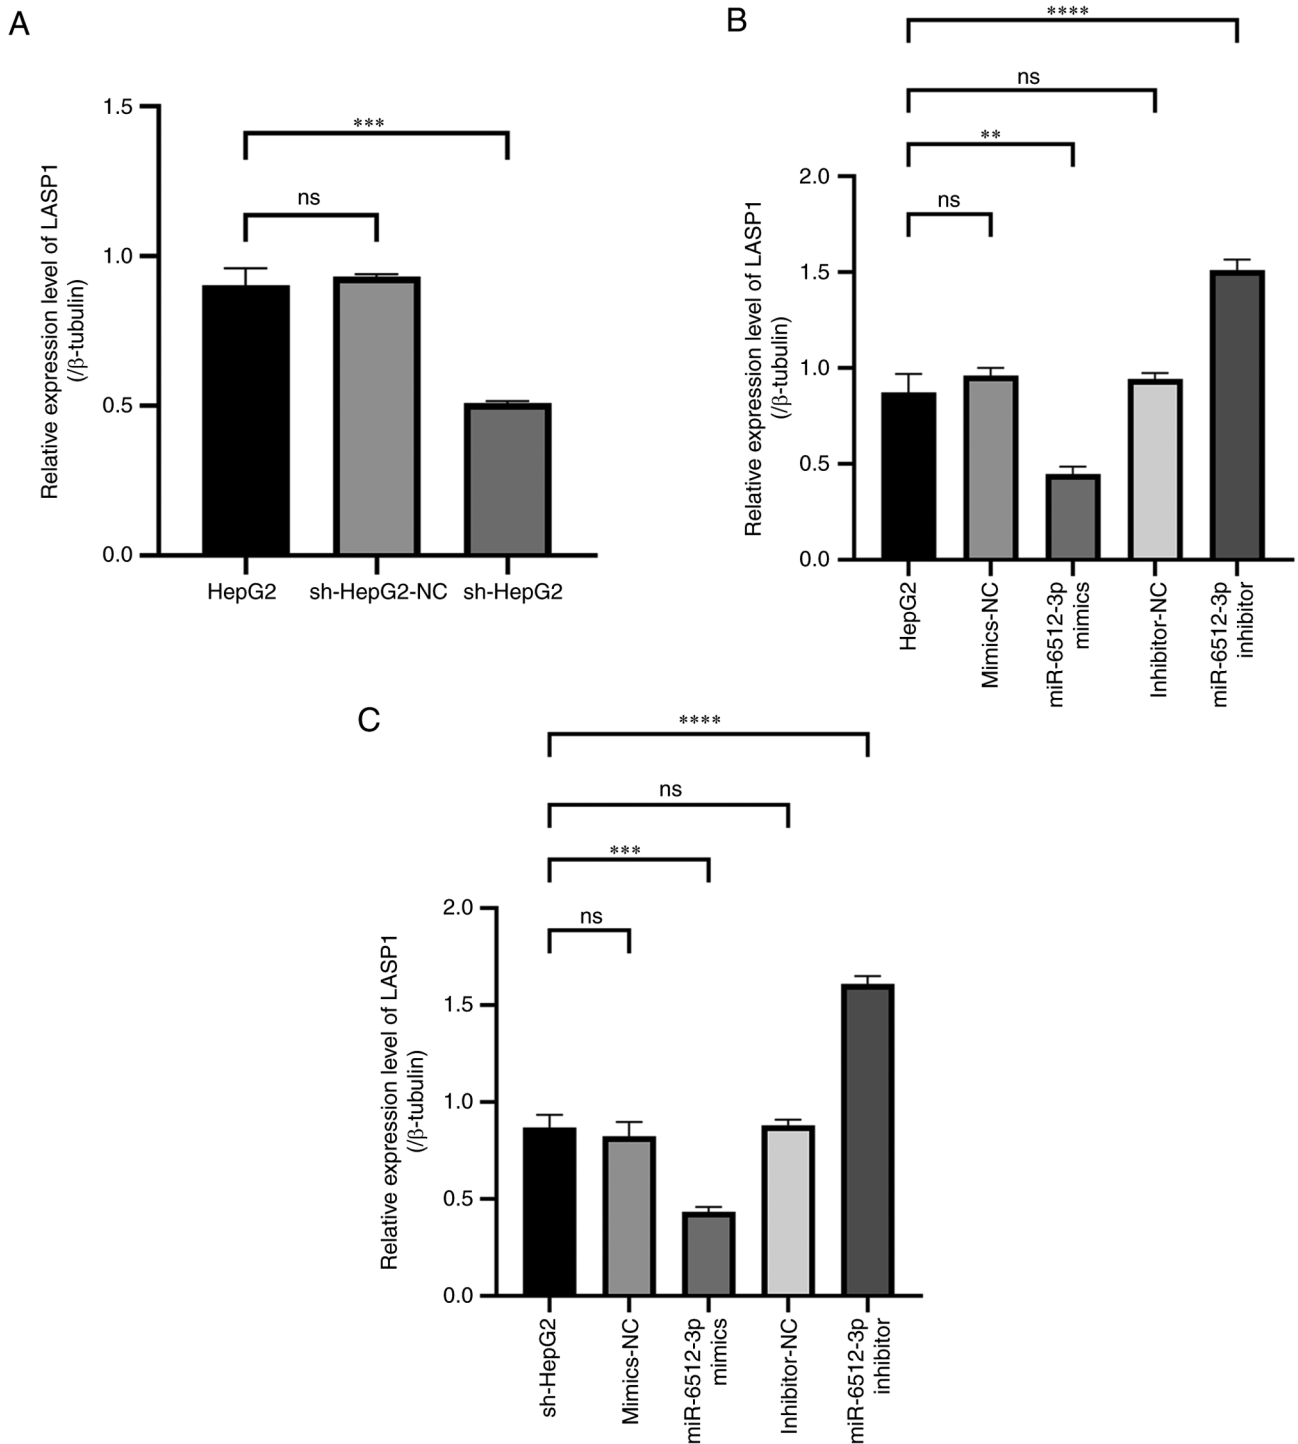 A
Relative expression level of LASP1
(/β-tubulin)
1.5
1.0
0.5
0.0
***
ns
HepG2
sh-HepG2-NC
sh-HepG2
B
Relative expression level of LASP1
(/β-tubulin)
2.0
1.5
1.0
0.5
0.0
****
ns
**
ns
HepG2
Mimics-NC
miR-6512-3p
mimics
Inhibitor-NC
miR-6512-3p
inhibitor
C
Relative expression level of LASP1
(/β-tubulin)
2.0
1.5
1.0
0.5
0.0
****
ns
***
ns
sh-HepG2
Mimics-NC
miR-6512-3p
mimics
Inhibitor-NC
miR-6512-3p
inhibitor